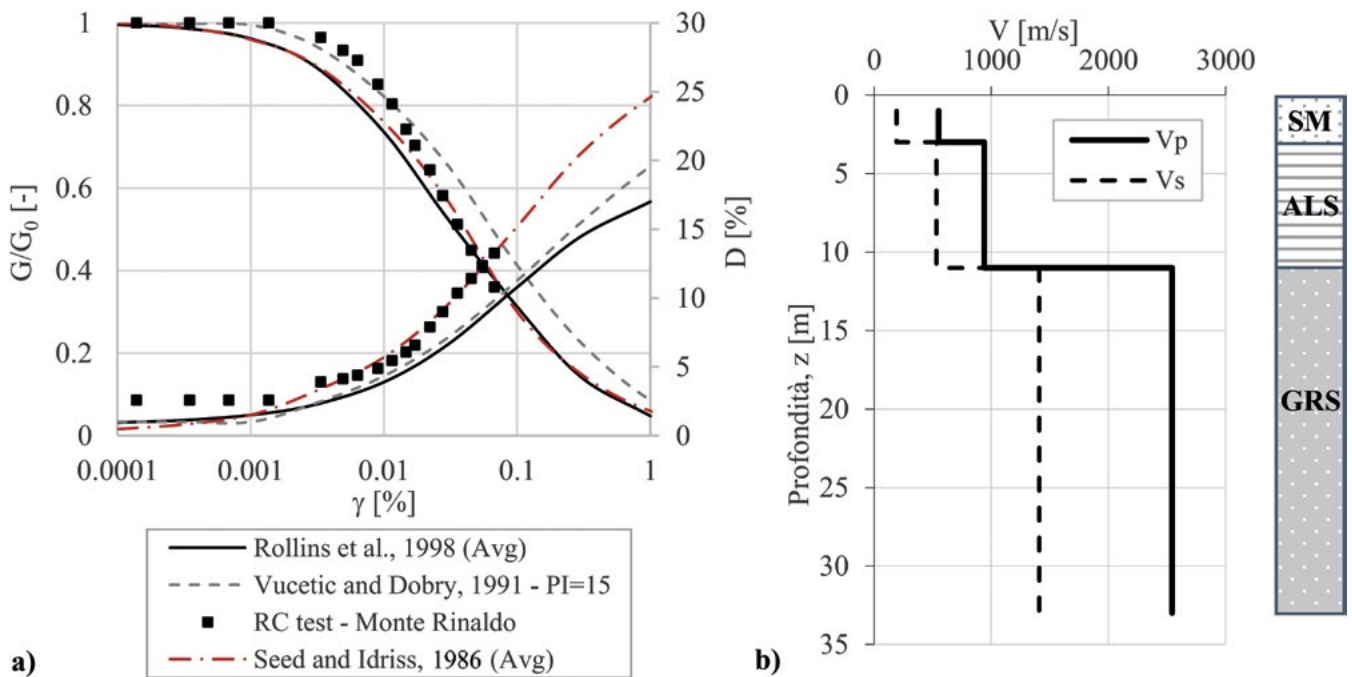 1
0.8
0.6
0.4
0.2
0
G/G₀ [-]
30
25
20
15
10
5
0
D [%]
0.0001
0.001
0.01
0.1
1
γ [%]
Rollins et al., 1998 (Avg)
Vucetic and Dobry, 1991 - PI=15
RC test - Monte Rinaldo
Seed and Idriss, 1986 (Avg)
a)
V [m/s]
0
1000
2000
3000
0
5
10
15
20
25
30
35
Profondità, z [m]
Vp
Vs
SM
ALS
GRS
b)